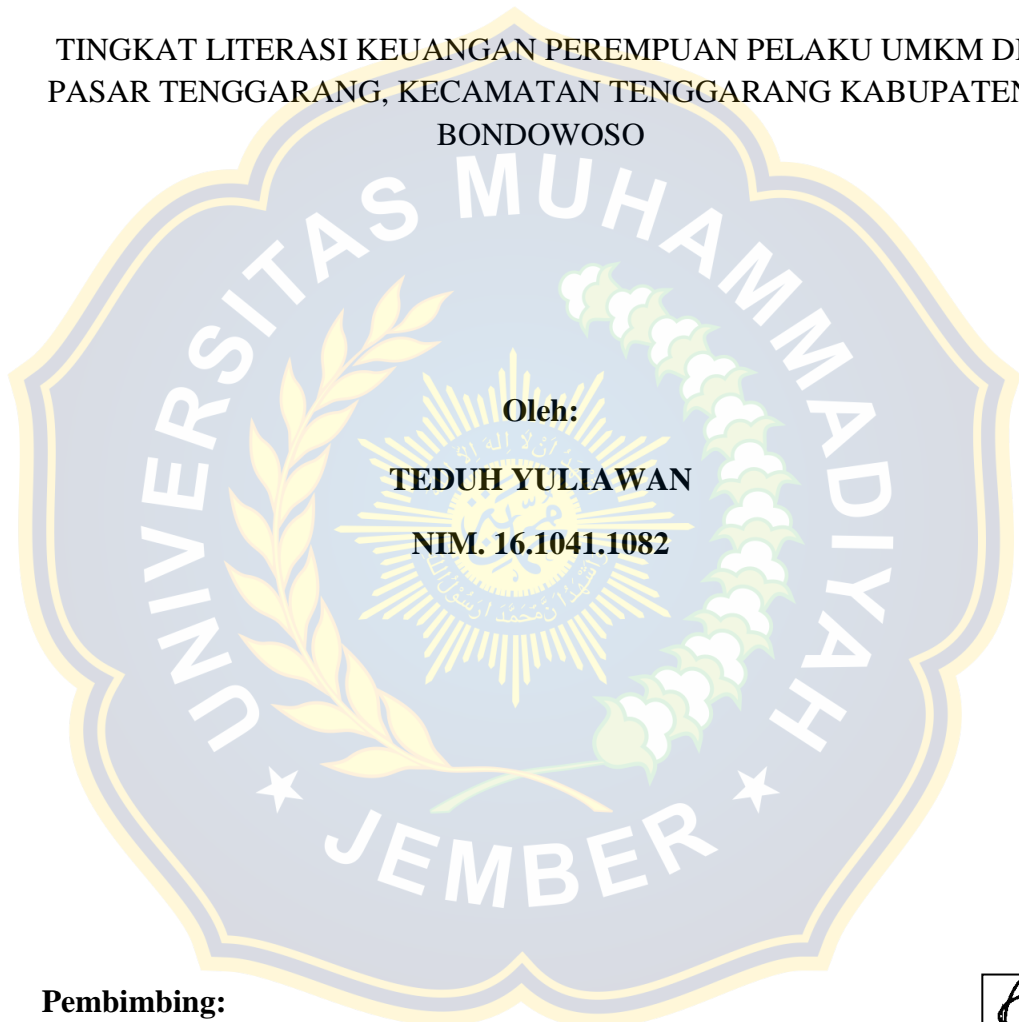 TINGKAT LITERASI KEUANGAN PEREMPUAN PELAKU UMKM DI
PASAR TENGGARANG, KECAMATAN TENGGARANG KABUPATEN
BONDOWOSO
UNIVERSITAS MUHAMMADIYAH
Oleh:
TEDUH YULIAWAN
NIM. 16.1041.1082
JEMBER
Pembimbing: